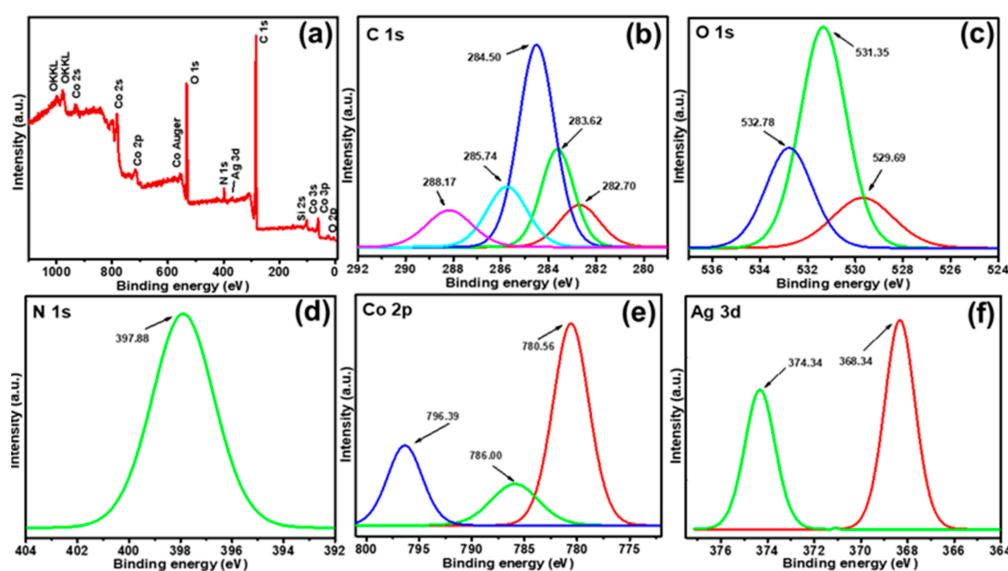 (a)
OKKL
OKKL
Co 2s
Co 2s
Co 2p
Co Auger
O 1s
N 1s
Ag 3d
C 1s
Si 2s
Co 3s
Co 3p
O 2p
Intensity (a.u.)
1000 800 600 400 200 0
Binding energy (eV)
C 1s
(b)
284.50
283.62
285.74
288.17
282.70
Intensity (a.u.)
292 290 288 286 284 282 280
Binding energy (eV)
O 1s
(c)
531.35
532.78
529.69
Intensity (a.u.)
536 534 532 530 528 526 524
Binding energy (eV)
N 1s
(d)
397.88
Intensity (a.u.)
404 402 400 398 396 394 392
Binding energy (eV)
Co 2p
(e)
780.56
796.39
786.00
Intensity (a.u.)
800 795 790 785 780 775
Binding energy (eV)
Ag 3d
(f)
374.34
368.34
Intensity (a.u.)
376 374 372 370 368 366 364
Binding energy (eV)